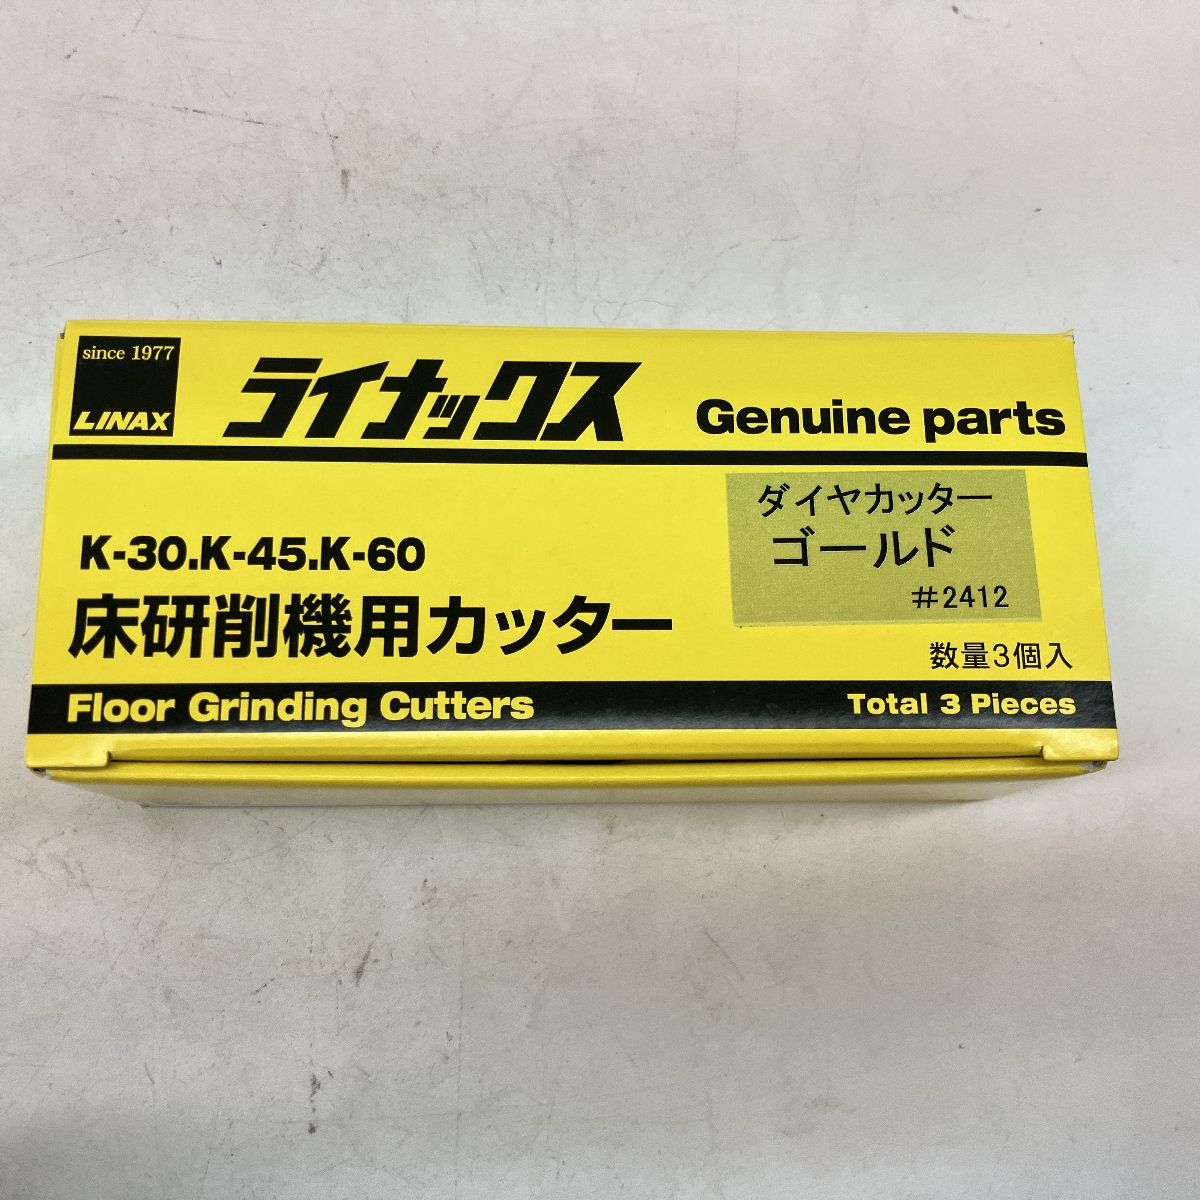 since 1977
LINAX
ライナックス
Genuine parts
ダイヤカッター
ゴールド
#2412
K-30.K-45.K-60
床研削機用カッター
数量3個入
Floor Grinding Cutters
Total 3 Pieces